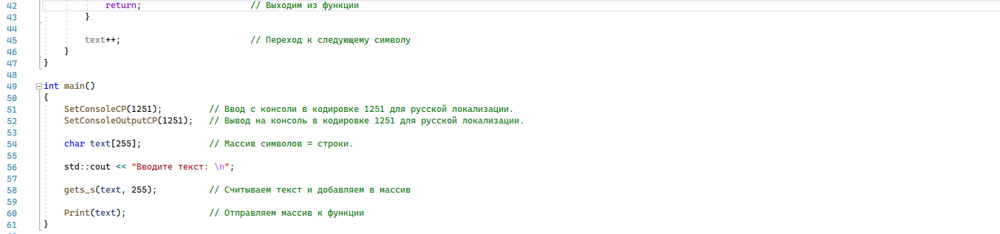 42 return; // Выходим из функции
43 }
44
45 text++; // Переход к следующему символу
46 }
47 }
48
49 int main()
50 {
51 SetConsoleCP(1251); // Ввод с консоли в кодировке 1251 для русской локализации.
52 SetConsoleOutputCP(1251); // Вывод на консоль в кодировке 1251 для русской локализации.
53
54 char text[255]; // Массив символов = строки.
55
56 std::cout << "Введите текст: \n";
57
58 gets_s(text, 255); // Считываем текст и добавляем в массив
59
60 Print(text); // Отправляем массив к функции
61 }